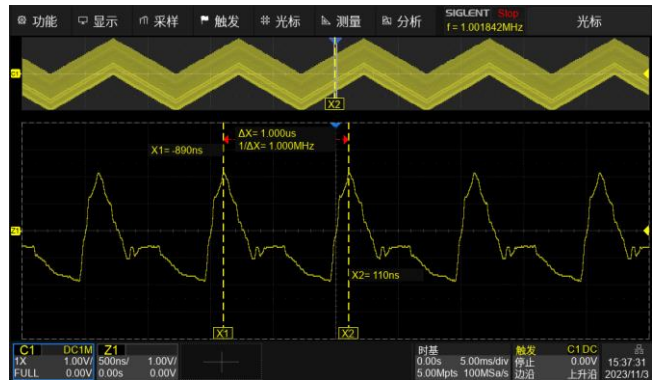 功能 显示 采样 触发 光标 测量 分析 SIGLENT Stop 光标
f = 1.001842MHz
C1
X2
ΔX= 1.000us
X1= -890ns 1/ΔX= 1.000MHz
Z1
X2= 110ns
X1 X2
C1 DC1M Z1 时基 触发 C1 DC
1X 1.00V/ 500ns/ 1.00V/ 0.00s 5.00ms/div 停止 0.00V 15:37:31
FULL 0.00V 0.00s 0.00V 5.00Mpts 100MSa/s 边沿 上升沿 2023/11/3